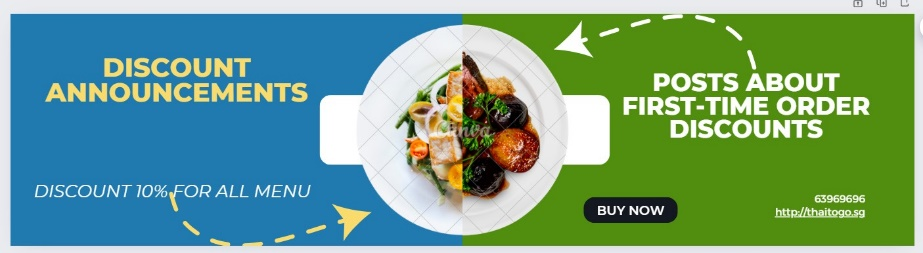 DISCOUNT
ANNOUNCEMENTS
DISCOUNT 10% FOR ALL MENU
Canva
POSTS ABOUT
FIRST-TIME ORDER
DISCOUNTS
BUY NOW
63969696
http://thaitogo.sg